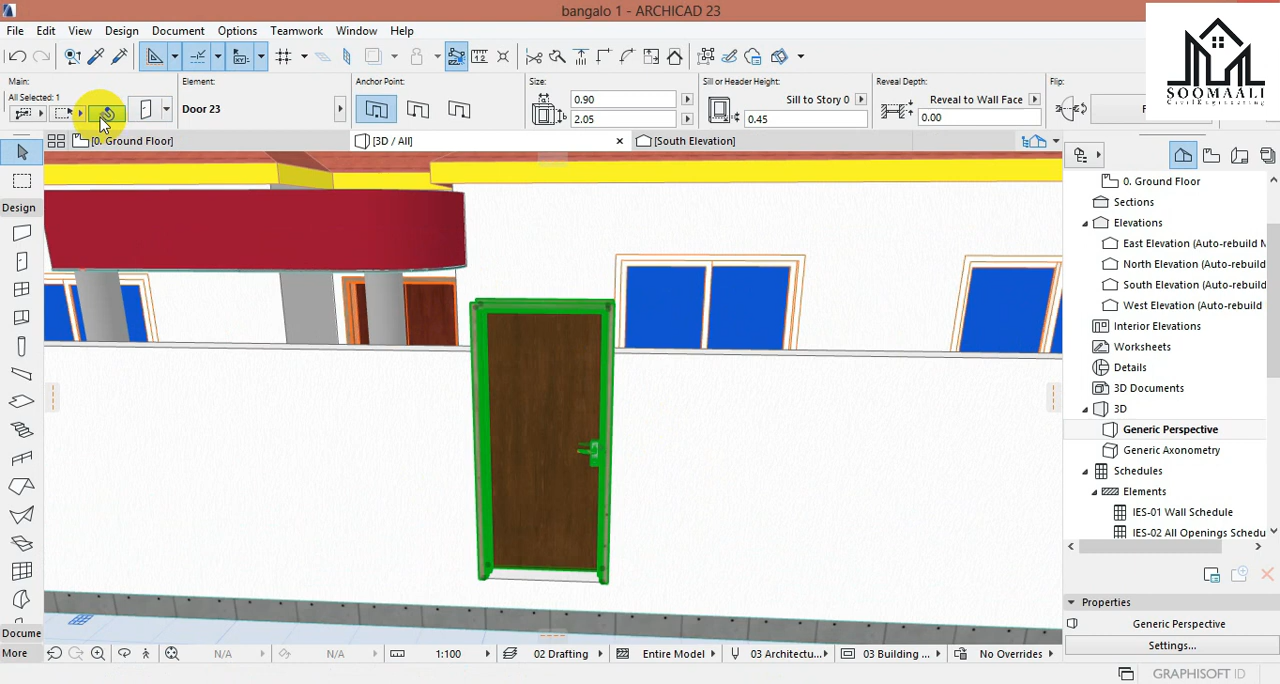 bangalo 1 - ARCHICAD 23
File Edit View Design Document Options Teamwork Window Help
SOOMAALI
Civil Engineering
Main:
All Selected: 1
Element:
Door 23
Anchor Point:
Size:
0.90
2.05
Sill or Header Height:
Sill to Story 0
0.45
Reveal Depth:
Reveal to Wall Face
0.00
Flip:
[0. Ground Floor]
[3D / All]
[South Elevation]
Design
Docume
More
0. Ground Floor
Sections
Elevations
East Elevation (Auto-rebuild M
North Elevation (Auto-rebuild
South Elevation (Auto-rebuild
West Elevation (Auto-rebuild
Interior Elevations
Worksheets
Details
3D Documents
3D
Generic Perspective
Generic Axonometry
Schedules
Elements
IES-01 Wall Schedule
IES-02 All Openings Schedu
Properties
Generic Perspective
Settings...
N/A
N/A
1:100
02 Drafting
Entire Model
03 Architectu...
03 Building ...
No Overrides
GRAPHISOFT ID